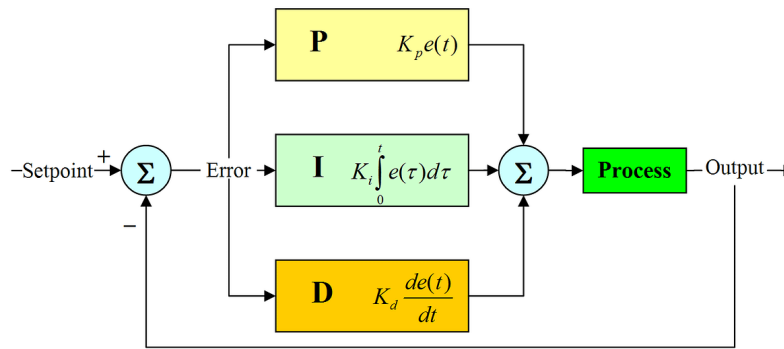 P K_p e(t)
Setpoint + Σ Error I K_i ∫_0^t e(τ)dτ Σ Process Output
−
D K_d de(t)/dt